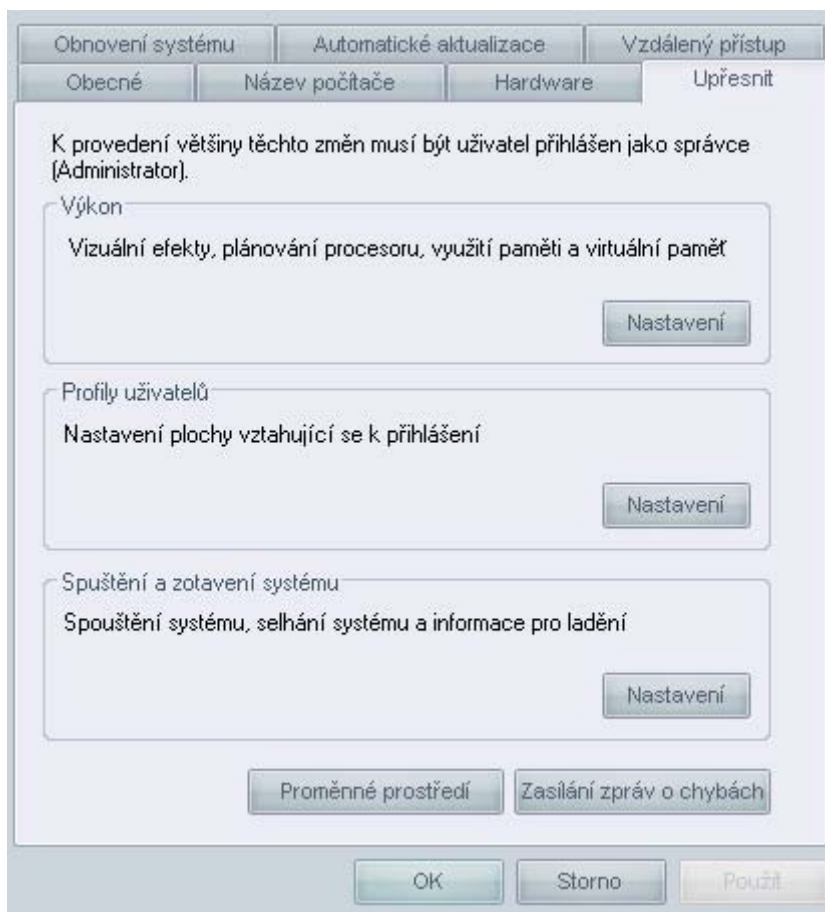 Obnovení systému
Automatické aktualizace
Vzdálený přístup
Obecné
Název počítače
Hardware
Upřesnit
K provedení většiny těchto změn musí být uživatel přihlášen jako správce
(Administrator).
Výkon
Vizuální efekty, plánování procesoru, využití paměti a virtuální paměť
Nastavení
Profily uživatelů
Nastavení plochy vztahující se k přihlášení
Nastavení
Spuštění a zotavení systému
Spouštění systému, selhání systému a informace pro ladění
Nastavení
Proměnné prostředí
Zasílání zpráv o chybách
OK
Storno
Použít